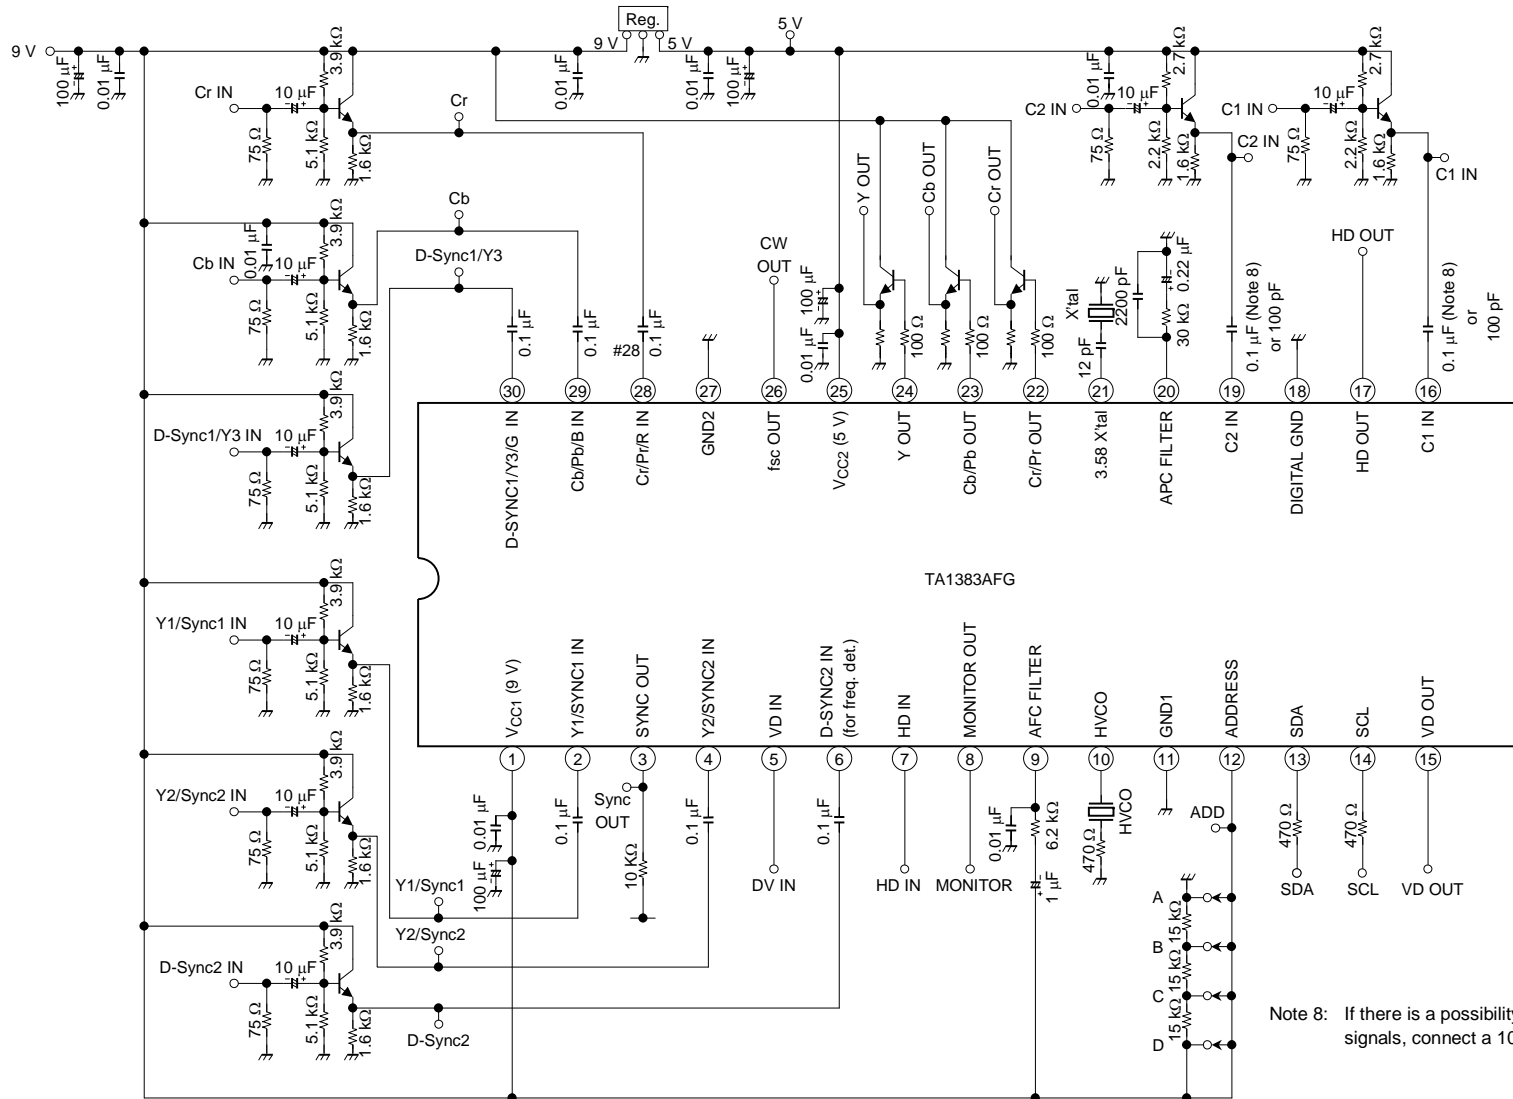 Reg.
9 V
9 V
5 V
5 V
100 µF
0.01 µF
3.9 kΩ
0.01 µF
0.01 µF
100 µF
0.01 µF
2.7 kΩ
2.7 kΩ
Cr IN
10 µF
Cr
C2 IN
10 µF
C1 IN
10 µF
75 Ω
5.1 kΩ
1.6 kΩ
75 Ω
2.2 kΩ
1.6 kΩ
C2 IN
75 Ω
2.2 kΩ
1.6 kΩ
C1 IN
Y OUT
Cb OUT
Cr OUT
Cb
0.01 µF
3.9 kΩ
Cb IN
10 µF
D-Sync1/Y3
CW
OUT
HD OUT
75 Ω
5.1 kΩ
1.6 kΩ
0.1 µF
0.1 µF
#28
0.1 µF
100 µF
0.01 µF
100 Ω
100 Ω
100 Ω
X'tal
12 pF
2200 pF
0.22 µF
30 kΩ
0.1 µF (Note 8)
or 100 pF
0.1 µF (Note 8)
or
100 pF
30
29
28
27
26
25
24
23
22
21
20
19
18
17
16
D-SYNC1/Y3/G IN
Cb/Pb/B IN
Cr/Pr/R IN
GND2
fsc OUT
VCC2 (5 V)
Y OUT
Cb/Pb OUT
Cr/Pr OUT
3.58 X'tal
APC FILTER
C2 IN
DIGITAL GND
HD OUT
C1 IN
3.9 kΩ
D-Sync1/Y3 IN
10 µF
75 Ω
5.1 kΩ
1.6 kΩ
TA1383AFG
3.9 kΩ
Y1/Sync1 IN
10 µF
75 Ω
5.1 kΩ
1.6 kΩ
VCC1 (9 V)
Y1/SYNC1 IN
SYNC OUT
Y2/SYNC2 IN
VD IN
D-SYNC2 IN
(for freq. det.)
HD IN
MONITOR OUT
AFC FILTER
HVCO
GND1
ADDRESS
SDA
SCL
VD OUT
1
2
3
4
5
6
7
8
9
10
11
12
13
14
15
3.9 kΩ
Y2/Sync2 IN
10 µF
75 Ω
5.1 kΩ
1.6 kΩ
0.01 µF
100 µF
0.1 µF
Sync
OUT
10 KΩ
0.1 µF
0.1 µF
0.01 µF
6.2 kΩ
1 µF
HVCO
470 Ω
ADD
470 Ω
470 Ω
DV IN
HD IN
MONITOR
SDA
SCL
VD OUT
Y1/Sync1
Y2/Sync2
3.9 kΩ
D-Sync2 IN
10 µF
75 Ω
5.1 kΩ
1.6 kΩ
D-Sync2
A
15 kΩ
B
15 kΩ
C
15 kΩ
D
Note 8: If there is a possibility
signals, connect a 10